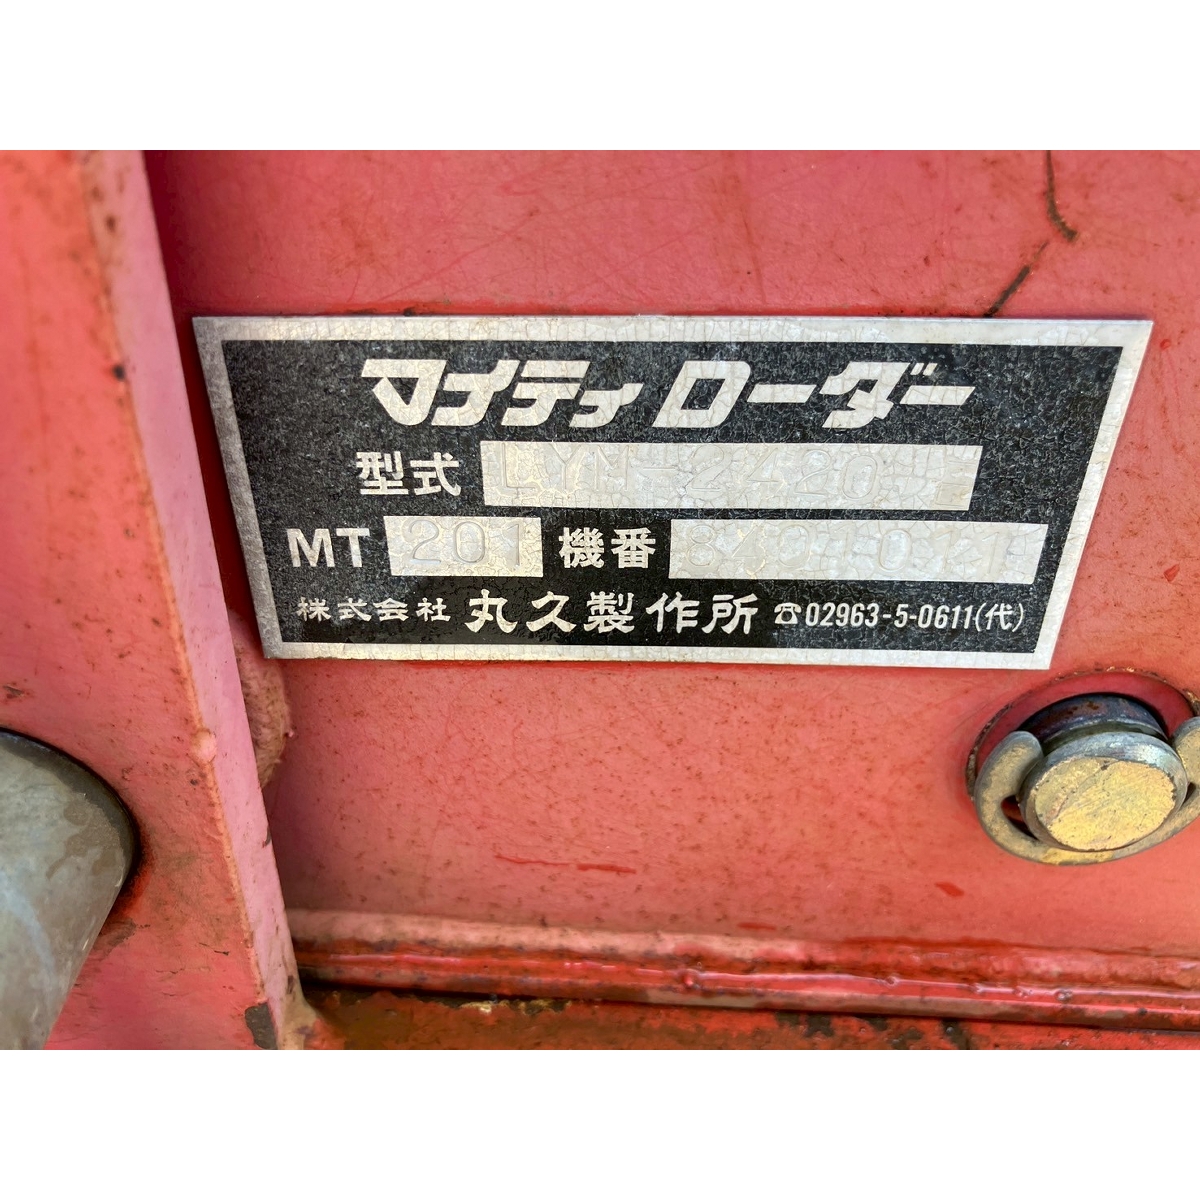 マイティローダー
型式
MT 201 機番
株式会社 丸久製作所 ☎02963-5-0611(代)